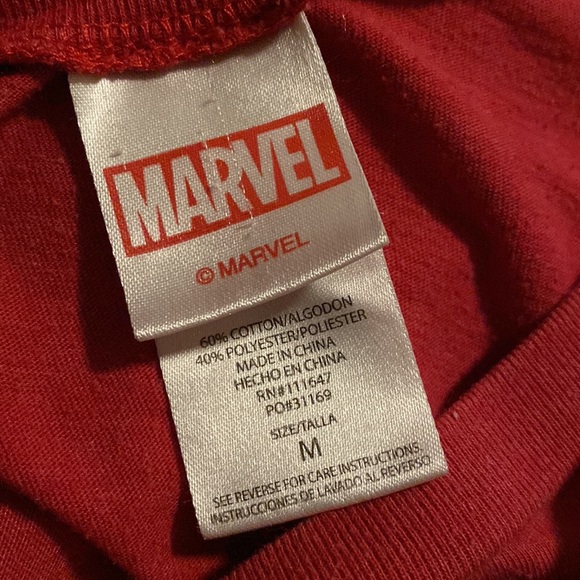 MARVEL
© MARVEL
60% COTTON/ALGODON
40% POLYESTER/POLIESTER
MADE IN CHINA
HECHO EN CHINA
RN#111647
PO#31169
SIZE/TALLA
M
SEE REVERSE FOR CARE INSTRUCTIONS
INSTRUCCIONES DE LAVADO AL REVERSO